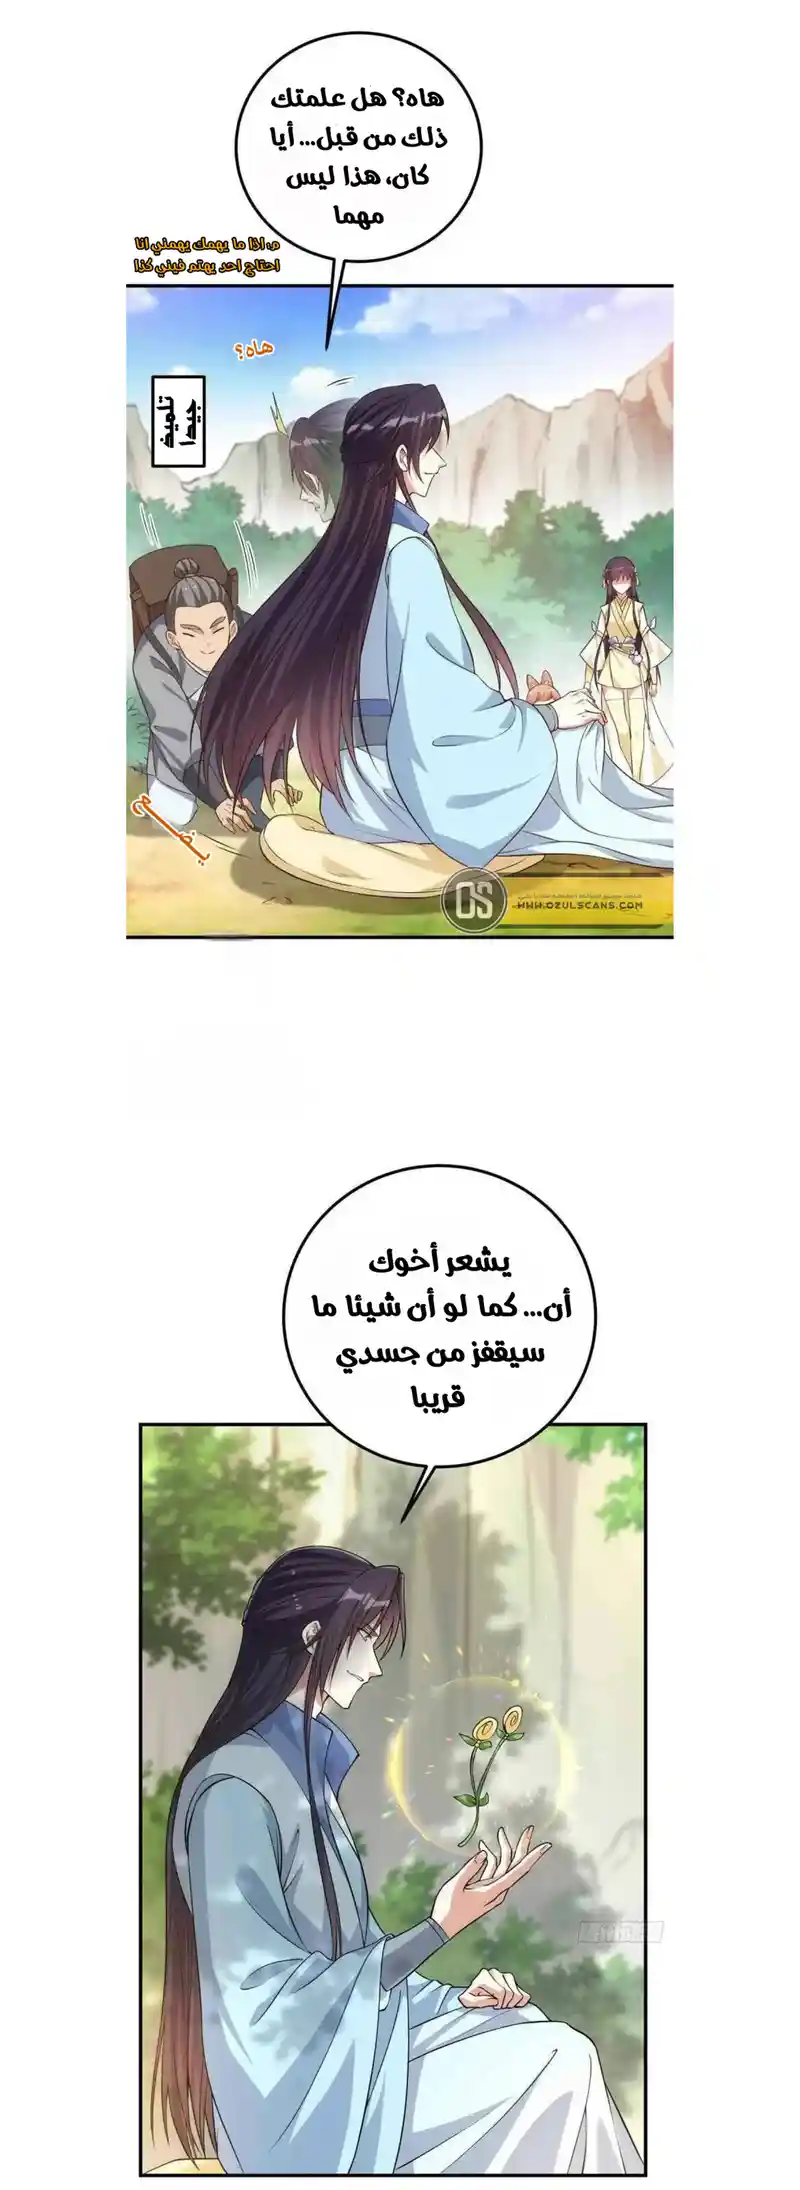 هاه؟ هل علمتك
ذلك من قبل... أيا
كان، هذا ليس
مهما
م: اذا ما يهمك يهمني انا
احتاج احد يهتم فيني كذا
هاه؟
تلميذ
جيدا
يضع
WWW.OZULSCANS.COM
OS
يشعر أخوك
أن... كما لو أن شيئا ما
سيقفز من جسدي
قريبا